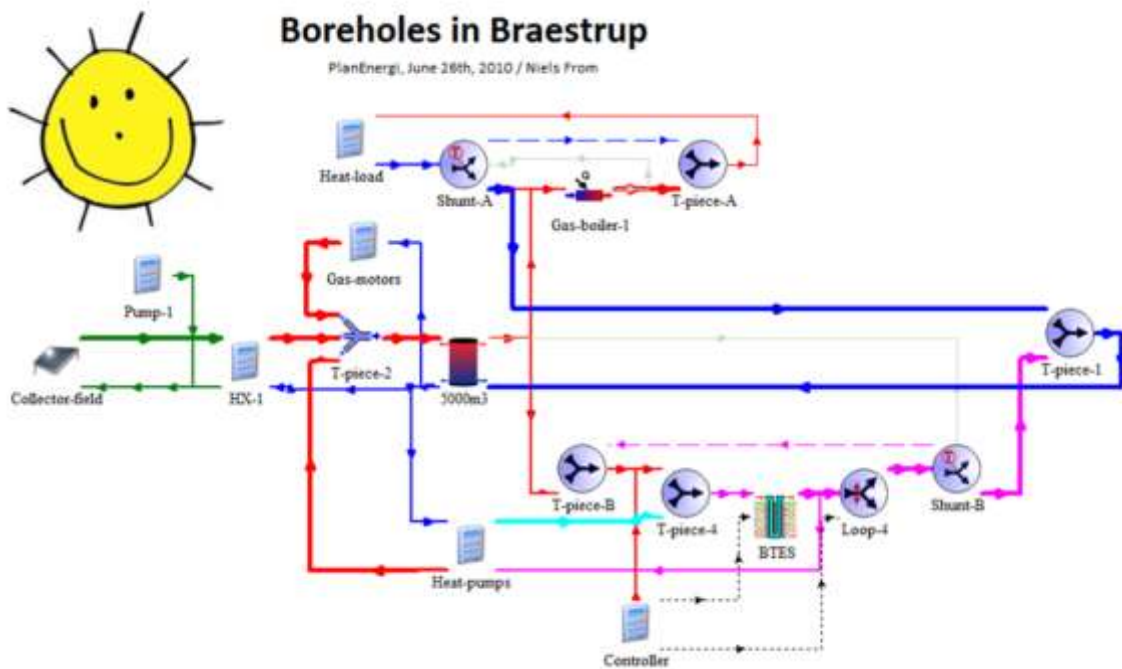 Boreholes in Braestrup
PlanEnergi, June 26th, 2010 / Niels From
Heat-load
Shunt-A
Gas-boiler-1
T-piece-A
Gas-motors
Pump-1
T-piece-1
Collector-field
HX-1
T-piece-2
5000m3
T-piece-B
T-piece-4
BTES
Loop-4
Shunt-B
Heat-pumps
Controller